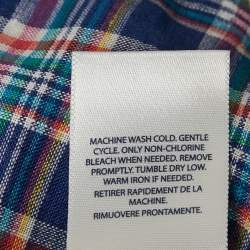 MACHINE WASH COLD. GENTLE
CYCLE. ONLY NON-CHLORINE
BLEACH WHEN NEEDED. REMOVE
PROMPTLY. TUMBLE DRY LOW.
WARM IRON IF NEEDED.
RETIRER RAPIDEMENT DE LA
MACHINE.
RIMUOVERE PRONTAMENTE.